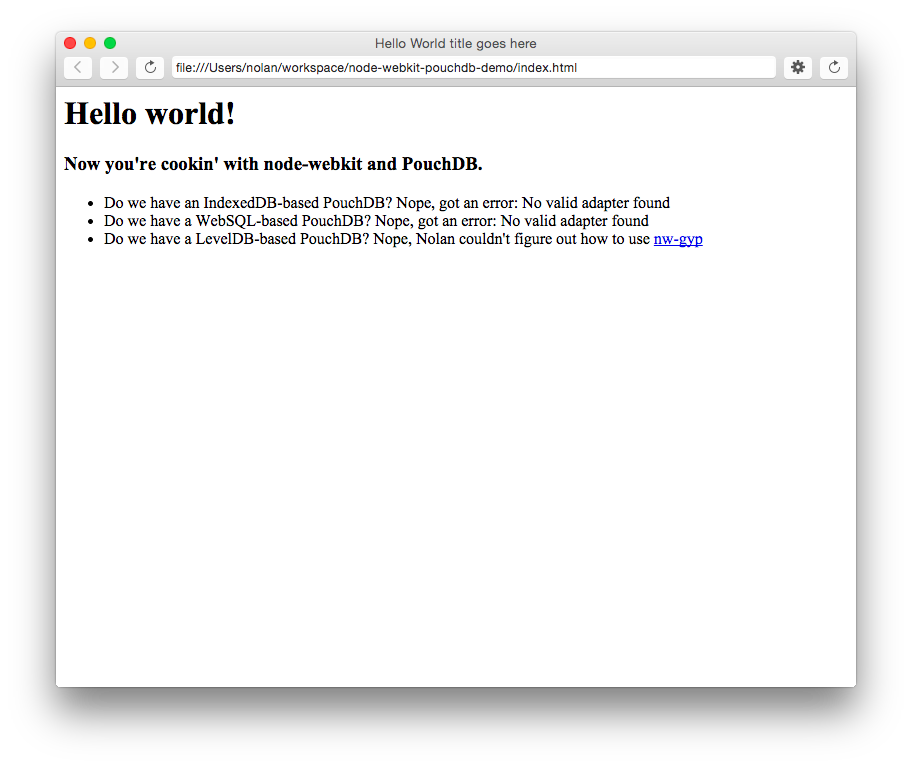 Hello World title goes here
file:///Users/nolan/workspace/node-webkit-pouchdb-demo/index.html
Hello world!
Now you're cookin' with node-webkit and PouchDB.
Do we have an IndexedDB-based PouchDB? Nope, got an error: No valid adapter found
Do we have a WebSQL-based PouchDB? Nope, got an error: No valid adapter found
Do we have a LevelDB-based PouchDB? Nope, Nolan couldn't figure out how to use nw-gyp